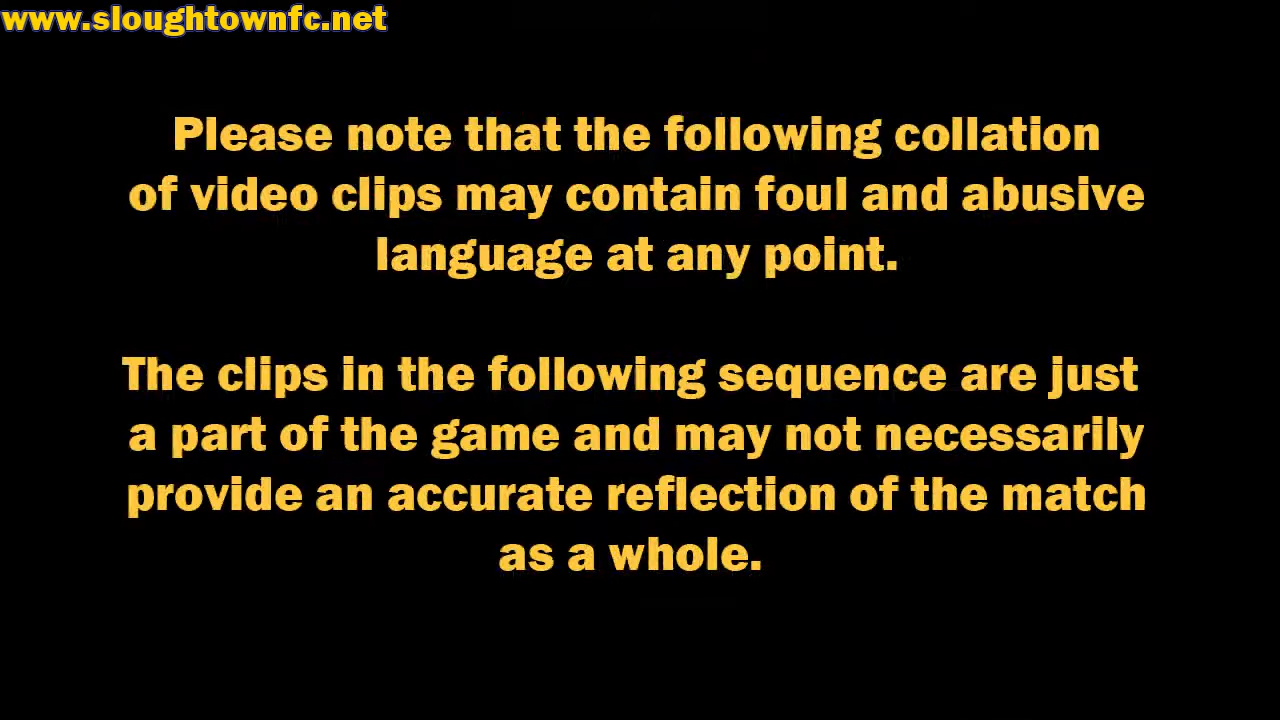 www.sloughtownfc.net
Please note that the following collation
of video clips may contain foul and abusive
language at any point.
The clips in the following sequence are just
a part of the game and may not necessarily
provide an accurate reflection of the match
as a whole.